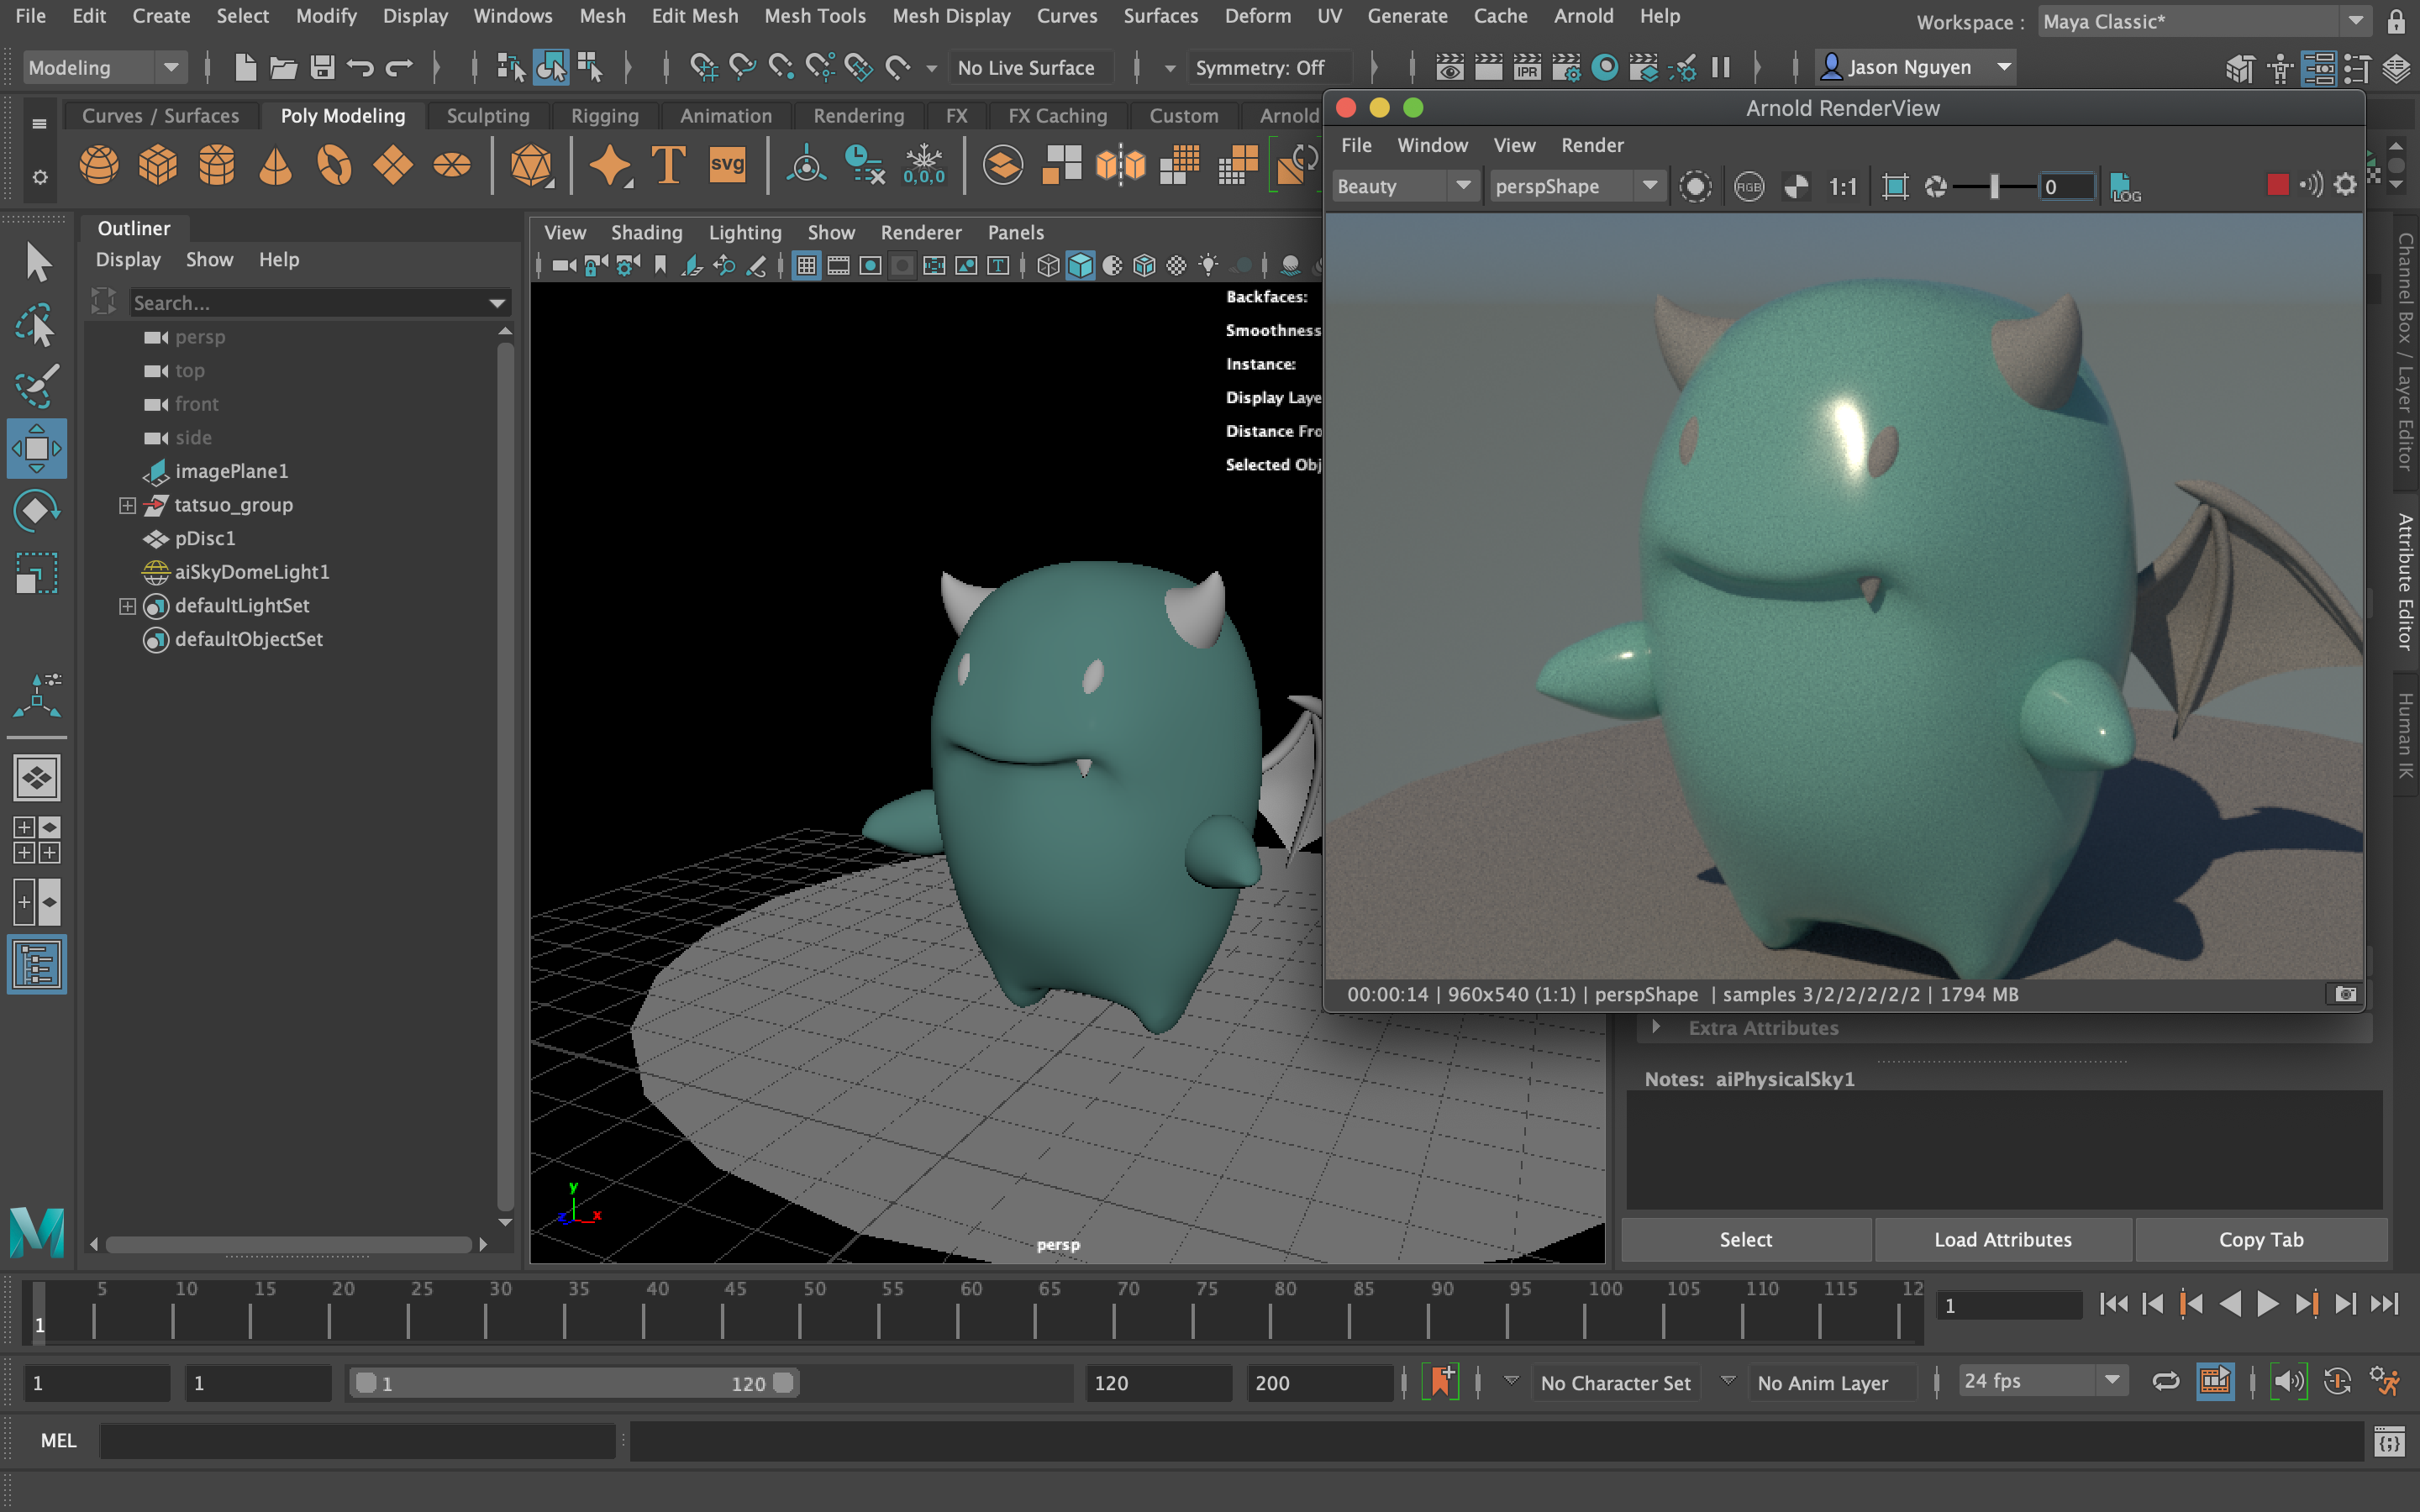 File Edit Create Select Modify Display Windows Mesh Edit Mesh Mesh Tools Mesh Display Curves Surfaces Deform UV Generate Cache Arnold Help
Workspace : Maya Classic*
Modeling
No Live Surface
Symmetry: Off
IPR
Jason Nguyen
Curves / Surfaces Poly Modeling Sculpting Rigging Animation Rendering FX FX Caching Custom Arnold
T svg 0,0,0
Arnold RenderView
File Window View Render
Beauty
perspShape
RGB
1:1
0
LOG
Outliner
Display Show Help
Search...
persp
top
front
side
imagePlane1
tatsuo_group
pDisc1
aiSkyDomeLight1
defaultLightSet
defaultObjectSet
View Shading Lighting Show Renderer Panels
Backfaces:
Smoothness
Instance:
Display Laye
Distance Fro
Selected Obj
y
z x
persp
00:00:14 | 960x540 (1:1) | perspShape | samples 3/2/2/2/2/2 | 1794 MB
Channel Box / Layer Editor
Attribute Editor
Human IK
Extra Attributes
Notes: aiPhysicalSky1
Select
Load Attributes
Copy Tab
1 5 10 15 20 25 30 35 40 45 50 55 60 65 70 75 80 85 90 95 100 105 110 115 12
1
1 1 1 120 120 200
No Character Set
No Anim Layer
24 fps
MEL